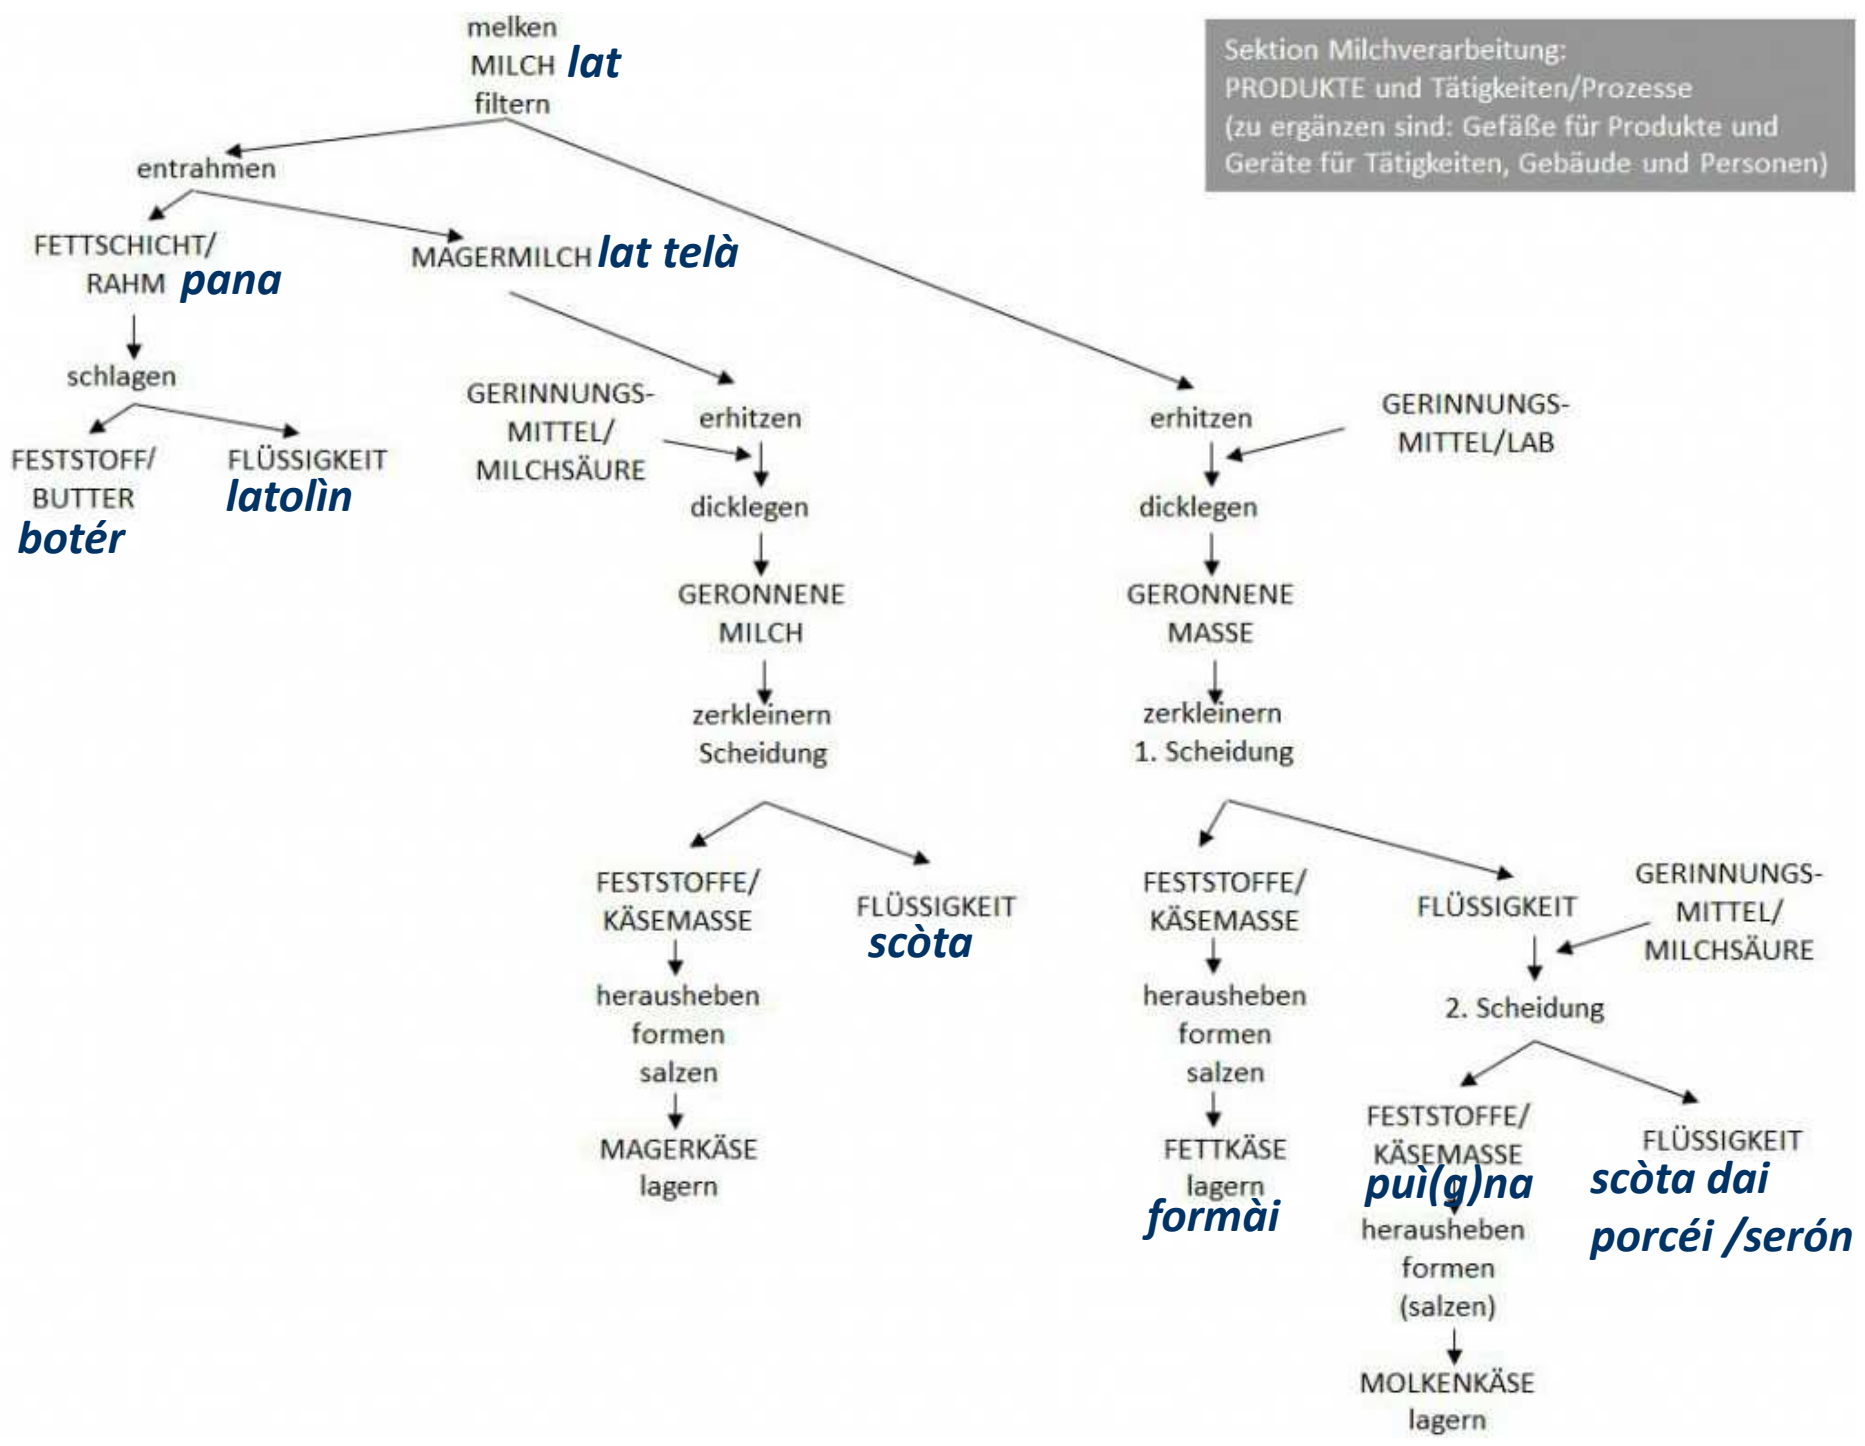 melken
MILCH lat
filtern
Sektion Milchverarbeitung:
PRODUKTE und Tätigkeiten/Prozesse
(zu ergänzen sind: Gefäße für Produkte und
Geräte für Tätigkeiten, Gebäude und Personen)
entrahmen
FETTSCHICHT/
RAHM pana
MAGERMILCH lat telà
schlagen
FESTSTOFF/
BUTTER
botér
FLÜSSIGKEIT
latolìn
GERINNUNGS-
MITTEL/
MILCHSÄURE
erhitzen
dicklegen
GERONNENE
MILCH
zerkleinern
Scheidung
FESTSTOFFE/
KÄSEMASSE
herausheben
formen
salzen
MAGERKÄSE
lagern
FLÜSSIGKEIT
scòta
erhitzen
GERINNUNGS-
MITTEL/LAB
dicklegen
GERONNENE
MASSE
zerkleinern
1. Scheidung
FESTSTOFFE/
KÄSEMASSE
herausheben
formen
salzen
FETTKÄSE
lagern
formài
FLÜSSIGKEIT
GERINNUNGS-
MITTEL/
MILCHSÄURE
2. Scheidung
FESTSTOFFE/
KÄSEMASSE
puì(g)na
herausheben
formen
(salzen)
MOLKENKÄSE
lagern
FLÜSSIGKEIT
scòta dai
porcéi /serón